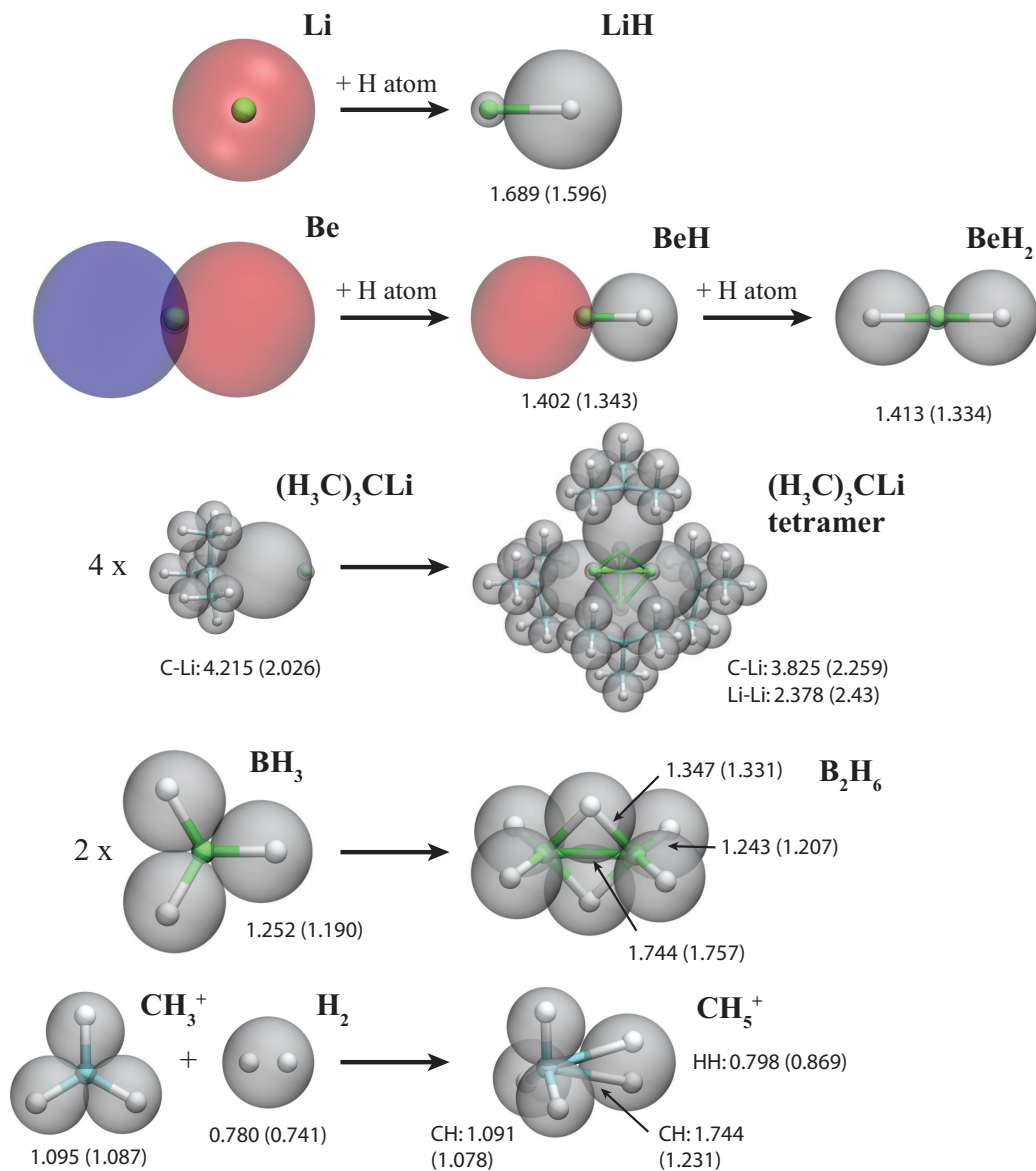 Li
LiH
+ H atom
1.689 (1.596)
Be
BeH
BeH₂
+ H atom
+ H atom
1.402 (1.343)
1.413 (1.334)
(H₃C)₃CLi
(H₃C)₃CLi
tetramer
4 x
C-Li: 4.215 (2.026)
C-Li: 3.825 (2.259)
Li-Li: 2.378 (2.43)
BH₃
1.347 (1.331)
B₂H₆
2 x
1.243 (1.207)
1.252 (1.190)
1.744 (1.757)
CH₃⁺
H₂
CH₅⁺
+
HH: 0.798 (0.869)
1.095 (1.087)
0.780 (0.741)
CH: 1.091
(1.078)
CH: 1.744
(1.231)